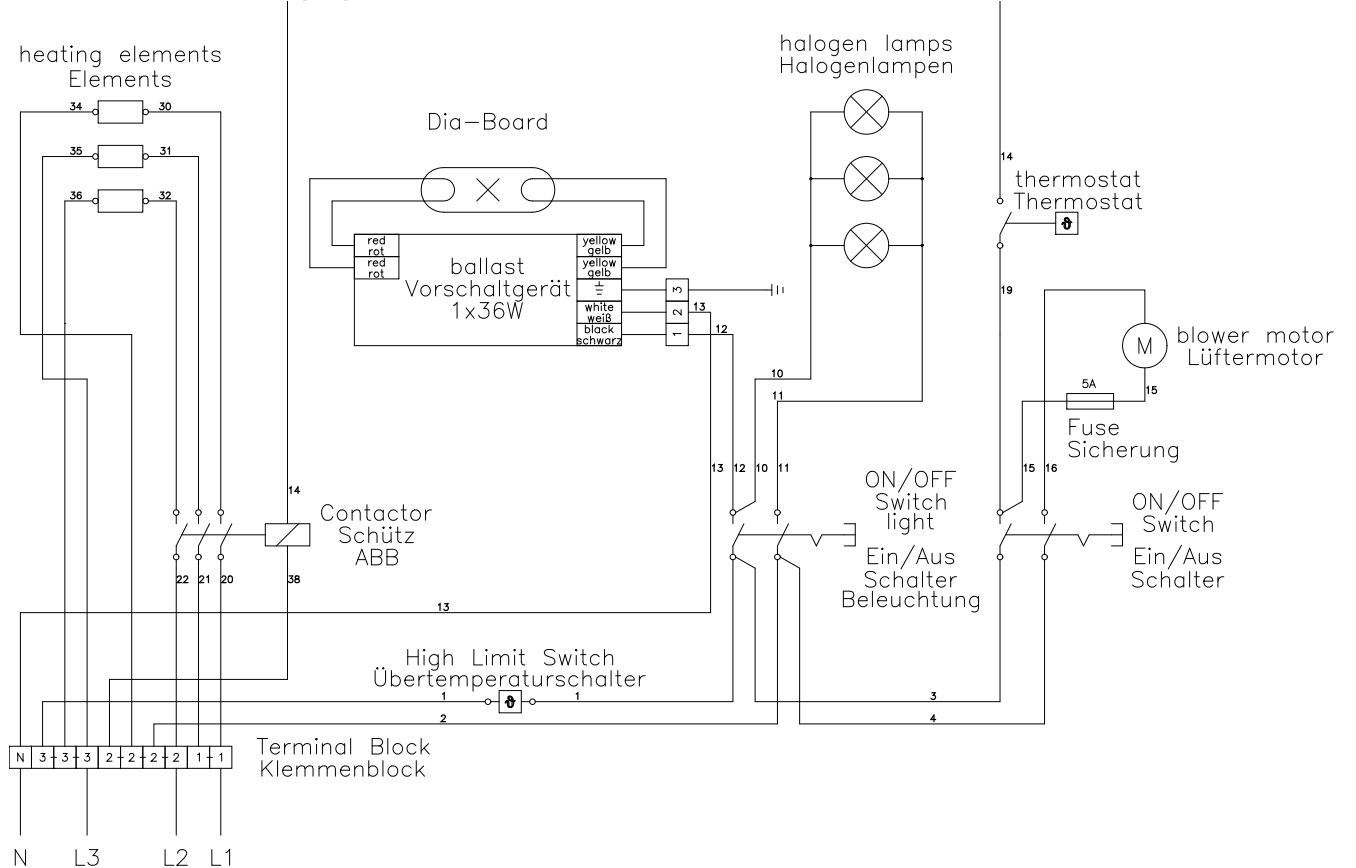 heating elements
Elements
34
30
35
31
36
32
Dia-Board
red
rot
red
rot
ballast
Vorschaltgerät
1x36W
yellow
gelb
yellow
gelb
white
weiß
black
schwarz
3
2
1
13
12
halogen lamps
Halogenlampen
10
11
14
thermostat
Thermostat
ϑ
19
M
blower motor
Lüftermotor
5A
15
Fuse
Sicherung
13 12 10 11
15 16
ON/OFF
Switch
light
Ein/Aus
Schalter
Beleuchtung
ON/OFF
Switch
Ein/Aus
Schalter
14
Contactor
Schütz
ABB
22 21 20
38
13
High Limit Switch
Übertemperaturschalter
1
ϑ
1
2
3
4
Terminal Block
Klemmenblock
N 3 3 3 2 2 2 2 1 1
N L3 L2 L1